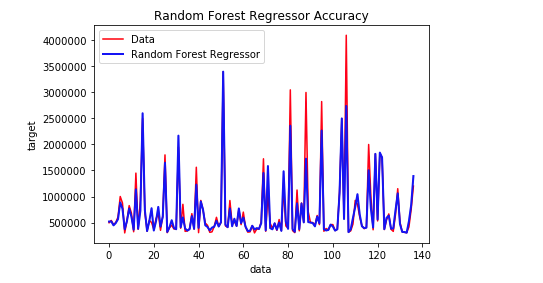 Random Forest Regressor Accuracy
Data
Random Forest Regressor
4000000
3500000
3000000
2500000
2000000
1500000
1000000
500000
target
0 20 40 60 80 100 120 140
data